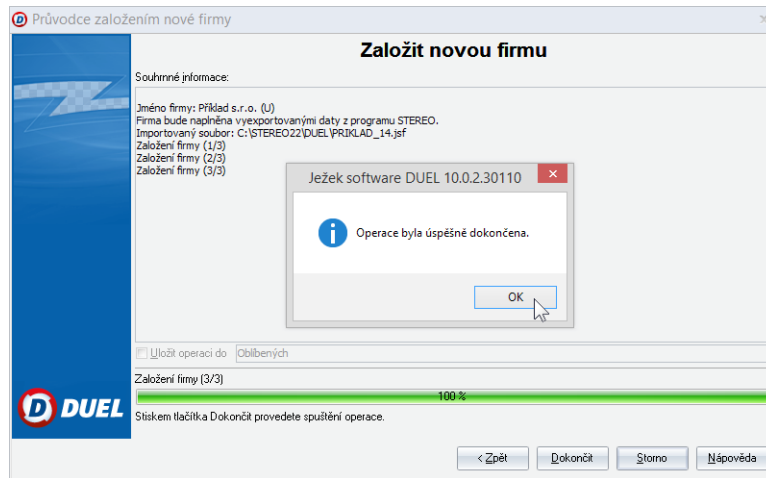 Průvodce založením nové firmy
Založit novou firmu
Souhrnné informace:
Jméno firmy: Příklad s.r.o. (U)
Firma bude naplněna vyexportovanými daty z programu STEREO.
Importovaný soubor: C:\STEREO22\DUEL\PRIKLAD_14.jsf
Založení firmy (1/3)
Založení firmy (2/3)
Založení firmy (3/3)
Ježek software DUEL 10.0.2.30110
Operace byla úspěšně dokončena.
OK
Uložit operaci do Oblíbených
Založení firmy (3/3)
100 %
Stiskem tlačítka Dokončit provedete spuštění operace.
D DUEL
< Zpět Dokončit Storno Nápověda